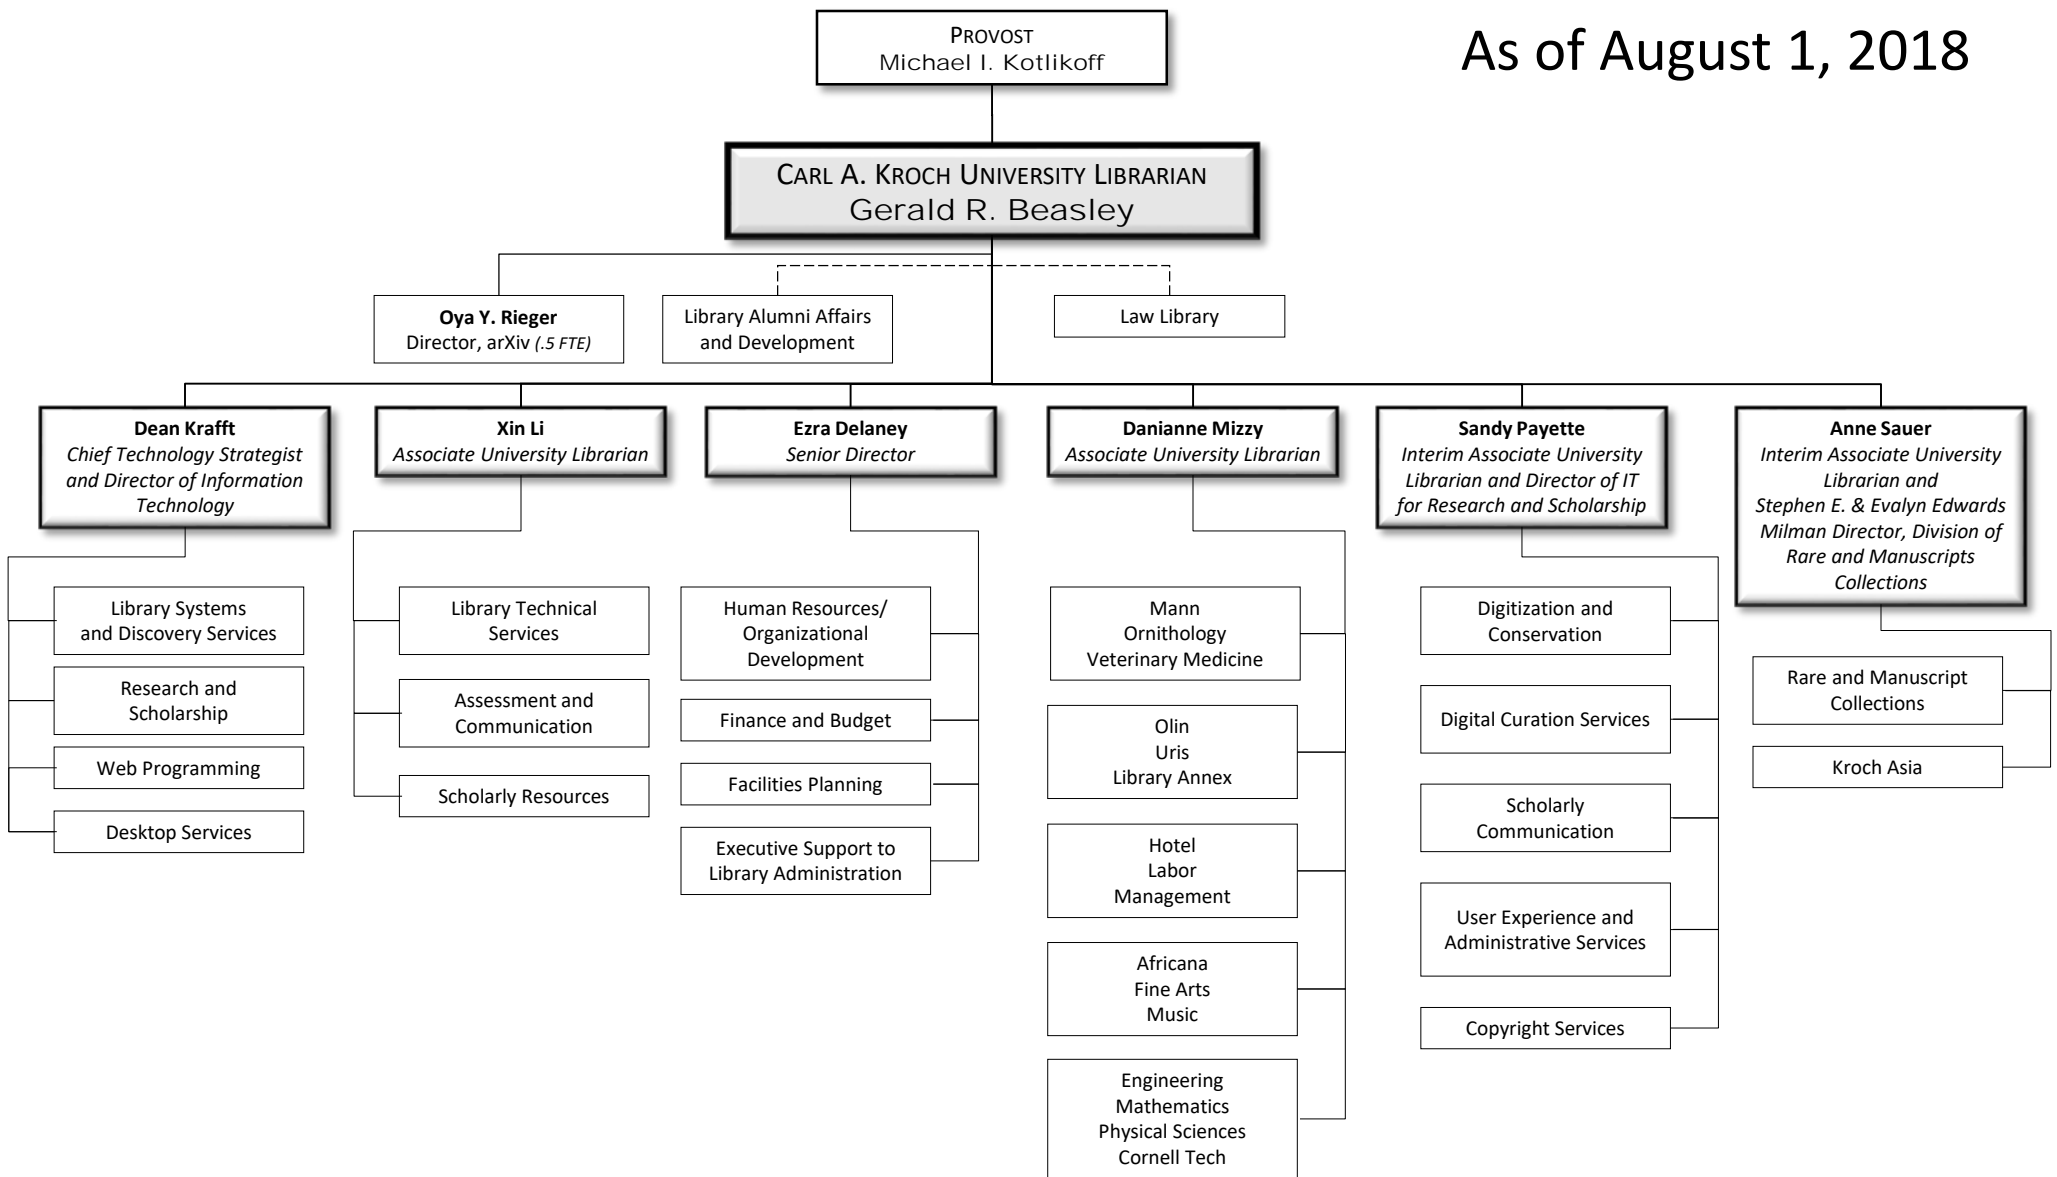 PROVOST
Michael I. Kotlikoff
As of August 1, 2018
CARL A. KROCH UNIVERSITY LIBRARIAN
Gerald R. Beasley
Oya Y. Rieger
Director, arXiv (.5 FTE)
Library Alumni Affairs
and Development
Law Library
Dean Krafft
Chief Technology Strategist
and Director of Information
Technology
Xin Li
Associate University Librarian
Ezra Delaney
Senior Director
Danianne Mizzy
Associate University Librarian
Sandy Payette
Interim Associate University
Librarian and Director of IT
for Research and Scholarship
Anne Sauer
Interim Associate University
Librarian and
Stephen E. & Evalyn Edwards
Milman Director, Division of
Rare and Manuscripts
Collections
Library Systems
and Discovery Services
Research and
Scholarship
Web Programming
Desktop Services
Library Technical
Services
Assessment and
Communication
Scholarly Resources
Human Resources/
Organizational
Development
Finance and Budget
Facilities Planning
Executive Support to
Library Administration
Mann
Ornithology
Veterinary Medicine
Olin
Uris
Library Annex
Hotel
Labor
Management
Africana
Fine Arts
Music
Engineering
Mathematics
Physical Sciences
Cornell Tech
Digitization and
Conservation
Digital Curation Services
Scholarly
Communication
User Experience and
Administrative Services
Copyright Services
Rare and Manuscript
Collections
Kroch Asia